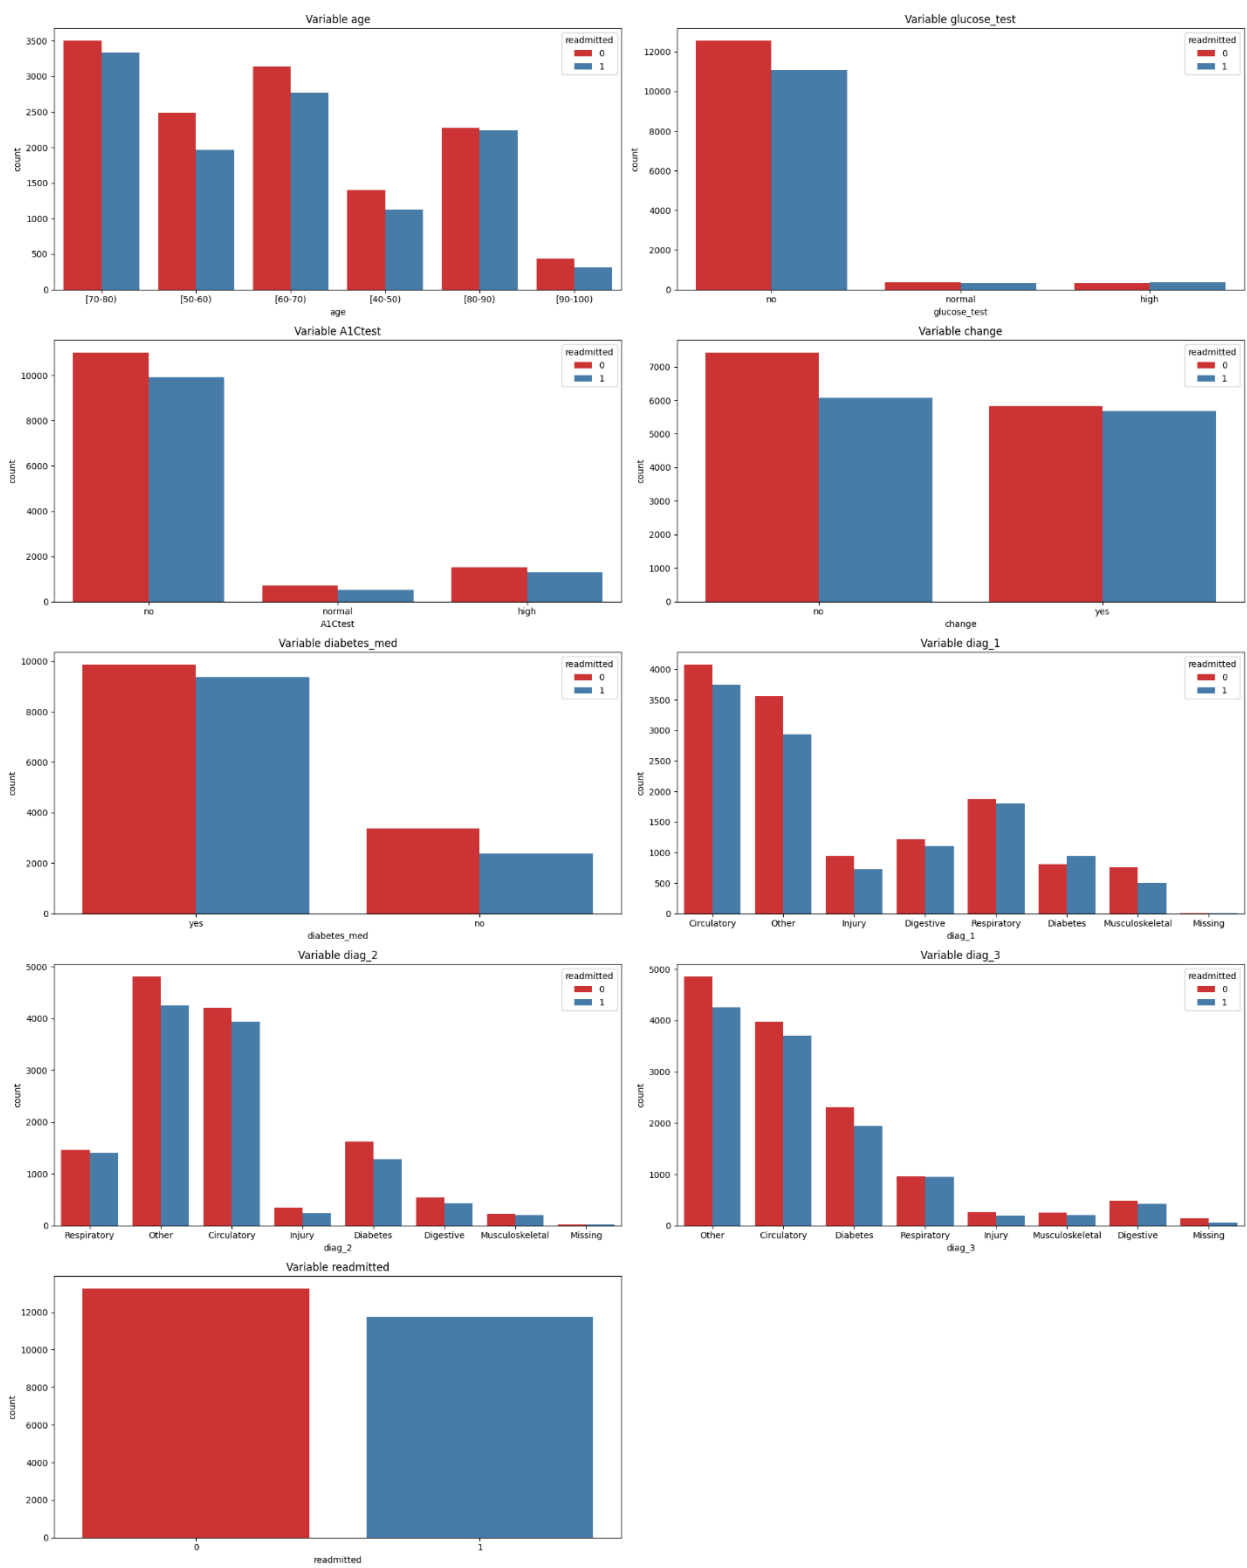 Variable age
readmitted
0
1
3500
3000
2500
2000
1500
1000
500
0
count
[70-80) [50-60) [60-70) [40-50) [80-90) [90-100)
age
Variable glucose_test
readmitted
0
1
12000
10000
8000
6000
4000
2000
0
count
no normal high
glucose_test
Variable A1Ctest
readmitted
0
1
10000
8000
6000
4000
2000
0
count
no normal high
A1Ctest
Variable change
readmitted
0
1
7000
6000
5000
4000
3000
2000
1000
0
count
no yes
change
Variable diabetes_med
readmitted
0
1
10000
8000
6000
4000
2000
0
count
yes no
diabetes_med
Variable diag_1
readmitted
0
1
4000
3500
3000
2500
2000
1500
1000
500
0
count
Circulatory Other Injury Digestive Respiratory Diabetes Musculoskeletal Missing
diag_1
Variable diag_2
readmitted
0
1
5000
4000
3000
2000
1000
0
count
Respiratory Other Circulatory Injury Diabetes Digestive Musculoskeletal Missing
diag_2
Variable diag_3
readmitted
0
1
5000
4000
3000
2000
1000
0
count
Other Circulatory Diabetes Respiratory Injury Musculoskeletal Digestive Missing
diag_3
Variable readmitted
12000
10000
8000
6000
4000
2000
0
count
0 1
readmitted